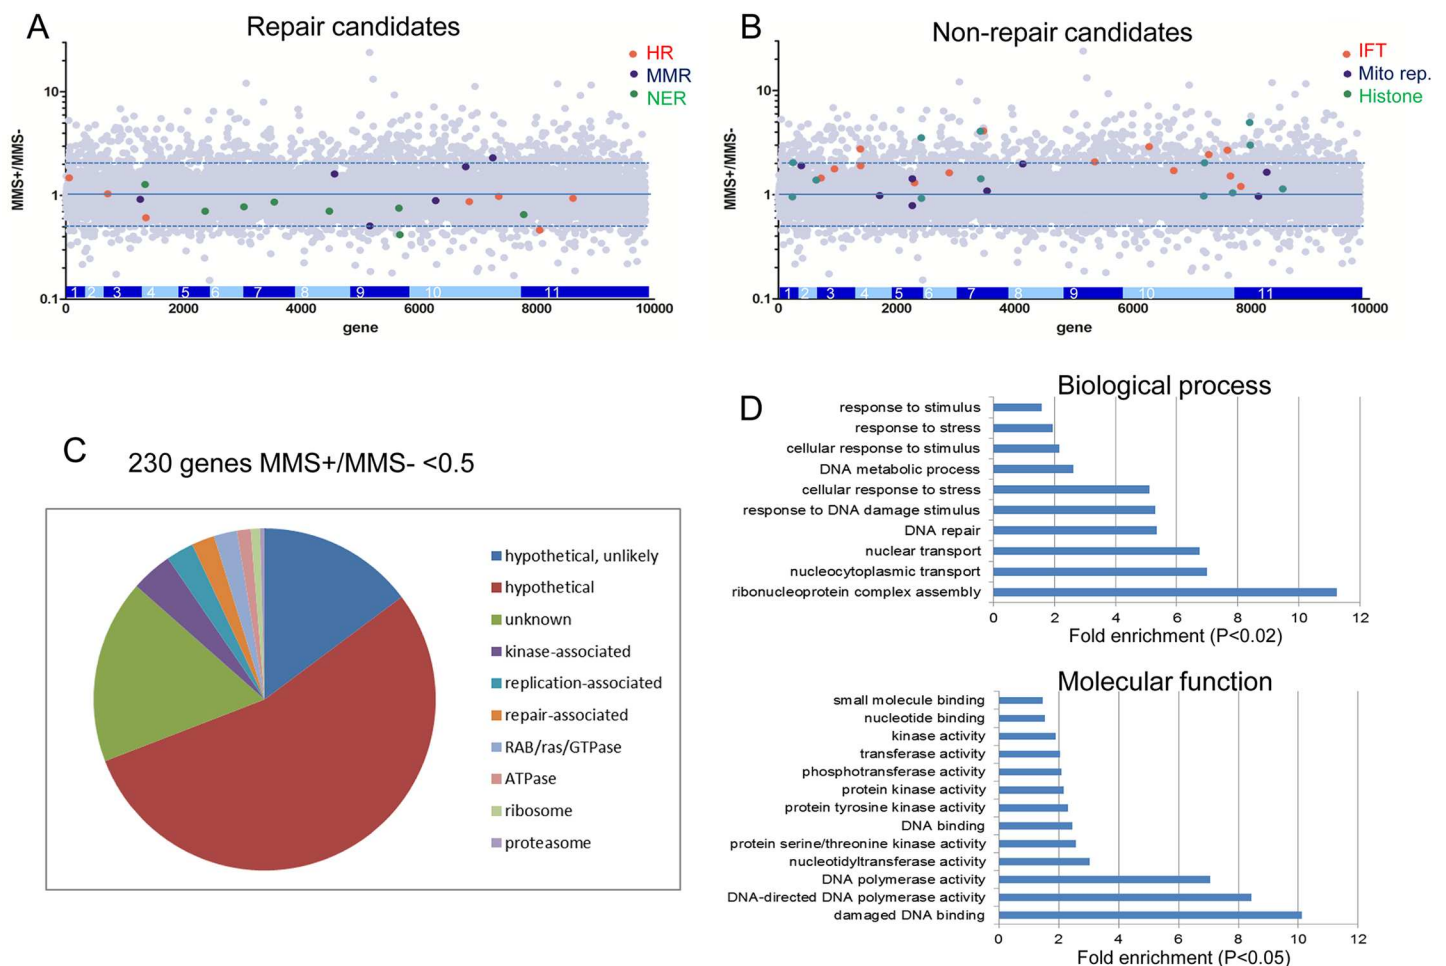 A
Repair candidates
HR
MMR
NER
MMS+/MMS-
10
1
0.1
1 2 3 4 5 6 7 8 9 10 11
0 2000 4000 6000 8000 10000
gene
B
Non-repair candidates
IFT
Mito rep.
Histone
MMS+/MMS-
10
1
0.1
1 2 3 4 5 6 7 8 9 10 11
0 2000 4000 6000 8000 10000
gene
C
230 genes MMS+/MMS- <0.5
hypothetical, unlikely
hypothetical
unknown
kinase-associated
replication-associated
repair-associated
RAB/ras/GTPase
ATPase
ribosome
proteasome
D
Biological process
response to stimulus
response to stress
cellular response to stimulus
DNA metabolic process
cellular response to stress
response to DNA damage stimulus
DNA repair
nuclear transport
nucleocytoplasmic transport
ribonucleoprotein complex assembly
0 2 4 6 8 10 12
Fold enrichment (P<0.02)
Molecular function
small molecule binding
nucleotide binding
kinase activity
transferase activity
phosphotransferase activity
protein kinase activity
protein tyrosine kinase activity
DNA binding
protein serine/threonine kinase activity
nucleotidyltransferase activity
DNA polymerase activity
DNA-directed DNA polymerase activity
damaged DNA binding
0 2 4 6 8 10 12
Fold enrichment (P<0.05)